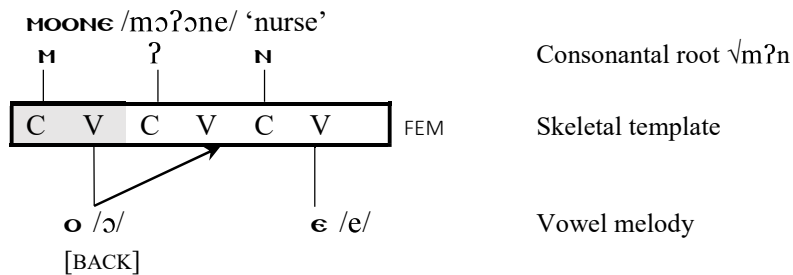 ⲙⲟⲟⲛⲉ /mɔʔɔne/ ‘nurse’
ⲙ ʔ ⲛ Consonantal root √mʔn
C V C V C V FEM Skeletal template
ⲟ /ɔ/ ⲉ /e/ Vowel melody
[BACK]